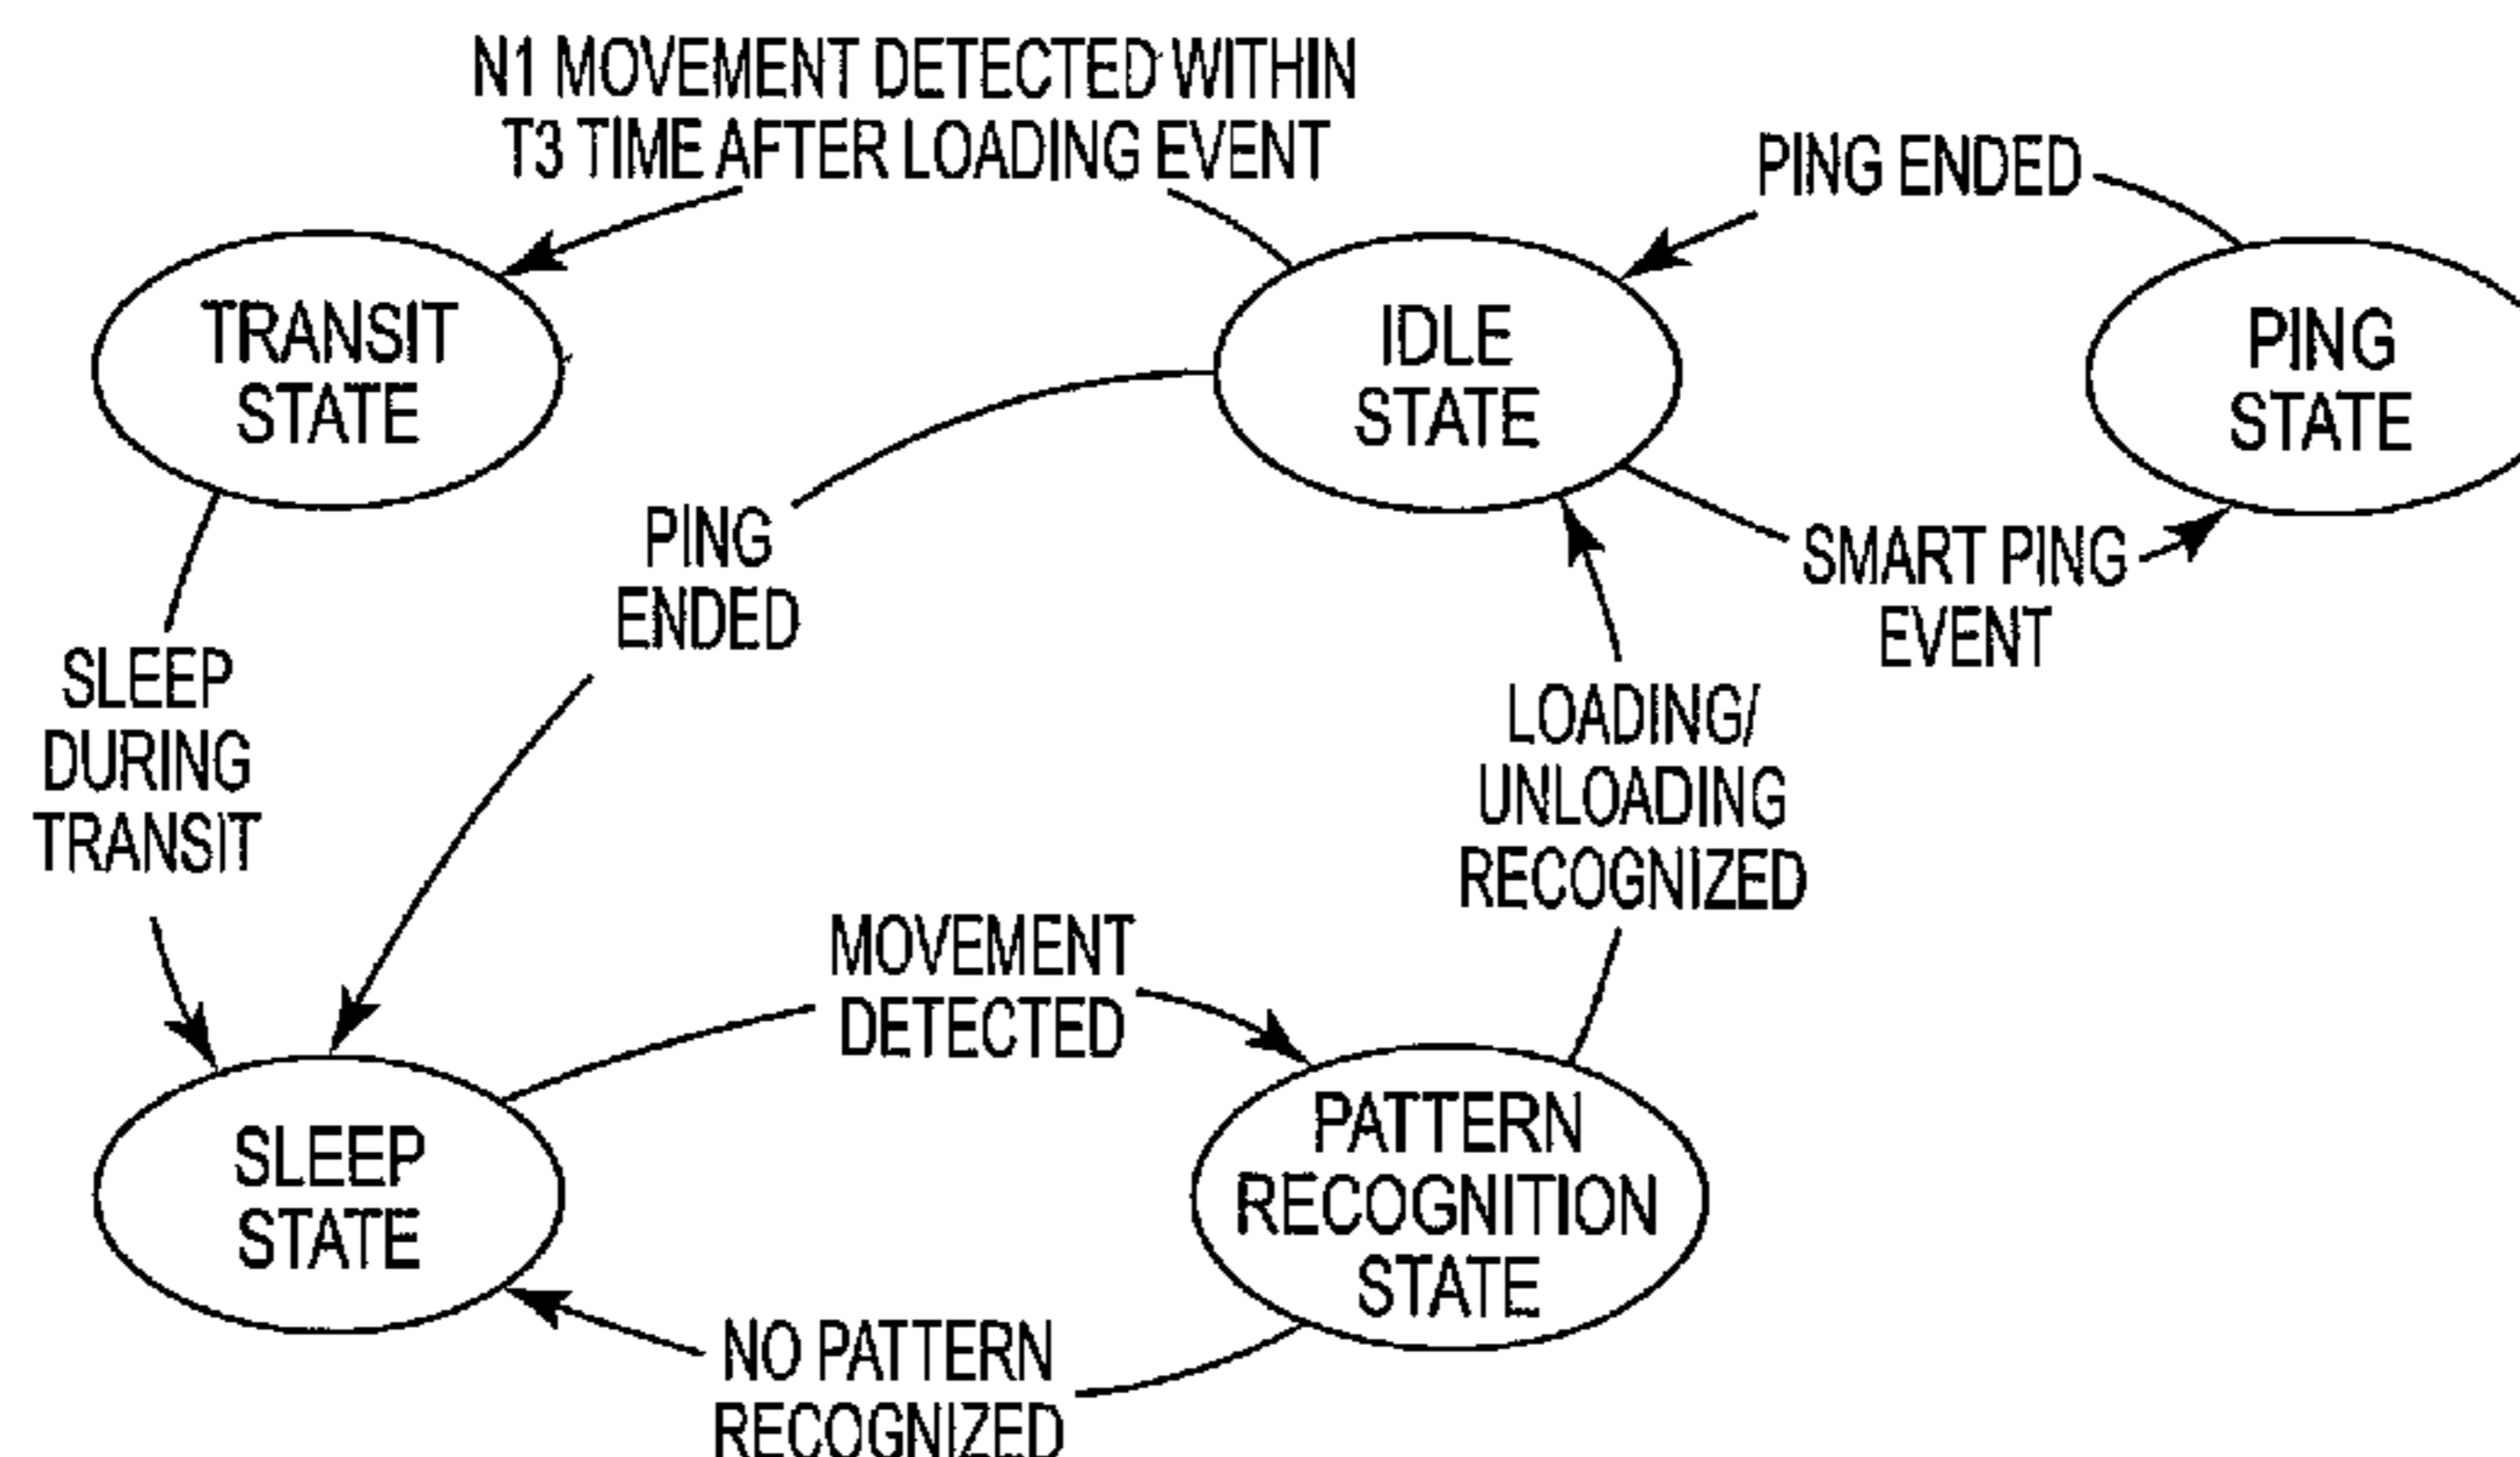 N1 MOVEMENT DETECTED WITHIN
T3 TIME AFTER LOADING EVENT
PING ENDED
TRANSIT
STATE
IDLE
STATE
PING
STATE
PING
ENDED
SMART PING
EVENT
SLEEP
DURING
TRANSIT
LOADING/
UNLOADING
RECOGNIZED
MOVEMENT
DETECTED
SLEEP
STATE
PATTERN
RECOGNITION
STATE
NO PATTERN
RECOGNIZED